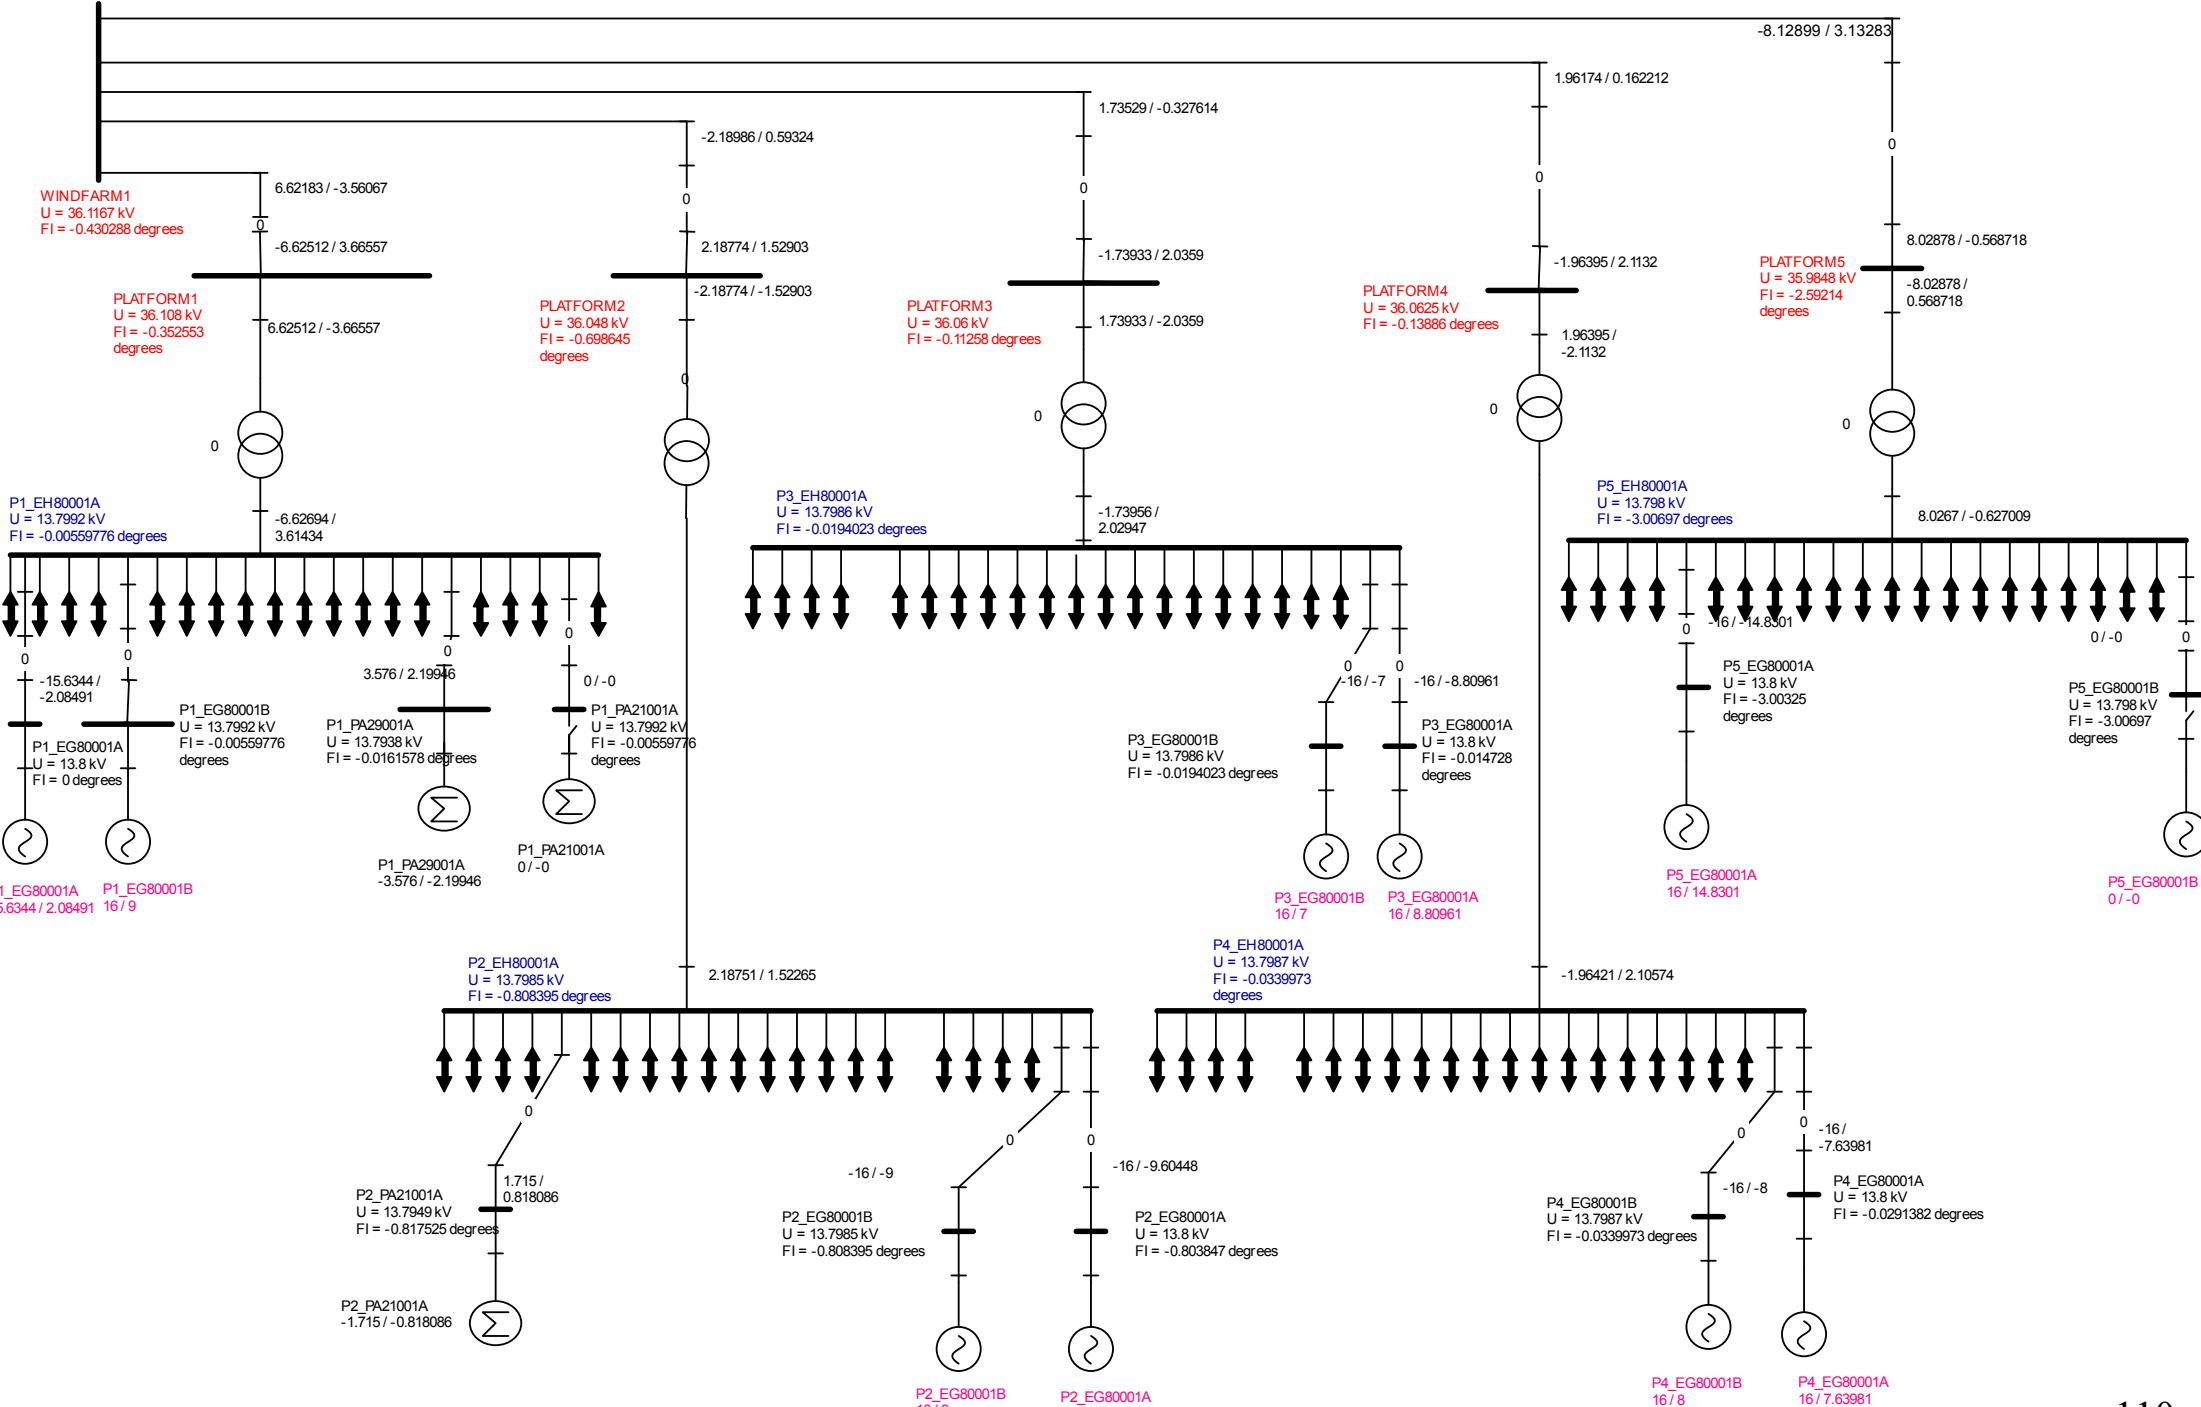 -8.12899 / 3.13283
1.96174 / 0.162212
1.73529 / -0.327614
-2.18986 / 0.59324
6.62183 / -3.56067
WINDFARM1
U = 36.1167 kV
FI = -0.430288 degrees
0
0
0
0
0
-6.62512 / 3.66557
2.18774 / 1.52903
-1.73933 / 2.0359
-1.96395 / 2.1132
8.02878 / -0.568718
PLATFORM1
U = 36.108 kV
FI = -0.352553
degrees
6.62512 / -3.66557
PLATFORM2
U = 36.048 kV
FI = -0.698645
degrees
-2.18774 / -1.52903
PLATFORM3
U = 36.06 kV
FI = -0.11258 degrees
1.73933 / -2.0359
PLATFORM4
U = 36.0625 kV
FI = -0.13886 degrees
1.96395 /
-2.1132
PLATFORM5
U = 35.9848 kV
FI = -2.59214
degrees
-8.02878 /
0.568718
0
0
0
0
0
P1_EH80001A
U = 13.7992 kV
FI = -0.00559776 degrees
-6.62694 /
3.61434
P3_EH80001A
U = 13.7986 kV
FI = -0.0194023 degrees
-1.73956 /
2.02947
P5_EH80001A
U = 13.798 kV
FI = -3.00697 degrees
8.0267 / -0.627009
0
0
0
0
0
0
0
0
-15.6344 /
-2.08491
3.576 / 2.19946
0 / -0
-16 / -7
-16 / -8.80961
-16 / -14.8301
0 / -0
P1_EG80001A
U = 13.8 kV
FI = 0 degrees
P1_EG80001B
U = 13.7992 kV
FI = -0.00559776
degrees
P1_PA29001A
U = 13.7938 kV
FI = -0.0161578 degrees
P1_PA21001A
U = 13.7992 kV
FI = -0.00559776
degrees
P3_EG80001B
U = 13.7986 kV
FI = -0.0194023 degrees
P3_EG80001A
U = 13.8 kV
FI = -0.014728
degrees
P5_EG80001A
U = 13.8 kV
FI = -3.00325
degrees
P5_EG80001B
U = 13.798 kV
FI = -3.00697
degrees
1_EG80001A
5.6344 / 2.08491
P1_EG80001B
16 / 9
P1_PA29001A
-3.576 / -2.19946
P1_PA21001A
0 / -0
P3_EG80001B
16 / 7
P3_EG80001A
16 / 8.80961
P5_EG80001A
16 / 14.8301
P5_EG80001B
0 / -0
P2_EH80001A
U = 13.7985 kV
FI = -0.808395 degrees
2.18751 / 1.52265
P4_EH80001A
U = 13.7987 kV
FI = -0.0339973
degrees
-1.96421 / 2.10574
0
0
0
0
0
1.715 /
0.818086
-16 / -9
-16 / -9.60448
-16 / -8
-16 /
-7.63981
P2_PA21001A
U = 13.7949 kV
FI = -0.817525 degrees
P2_EG80001B
U = 13.7985 kV
FI = -0.808395 degrees
P2_EG80001A
U = 13.8 kV
FI = -0.803847 degrees
P4_EG80001B
U = 13.7987 kV
FI = -0.0339973 degrees
P4_EG80001A
U = 13.8 kV
FI = -0.0291382 degrees
P2_PA21001A
-1.715 / -0.818086
P2_EG80001B
P2_EG80001A
P4_EG80001B
16 / 8
P4_EG80001A
16 / 7.63981